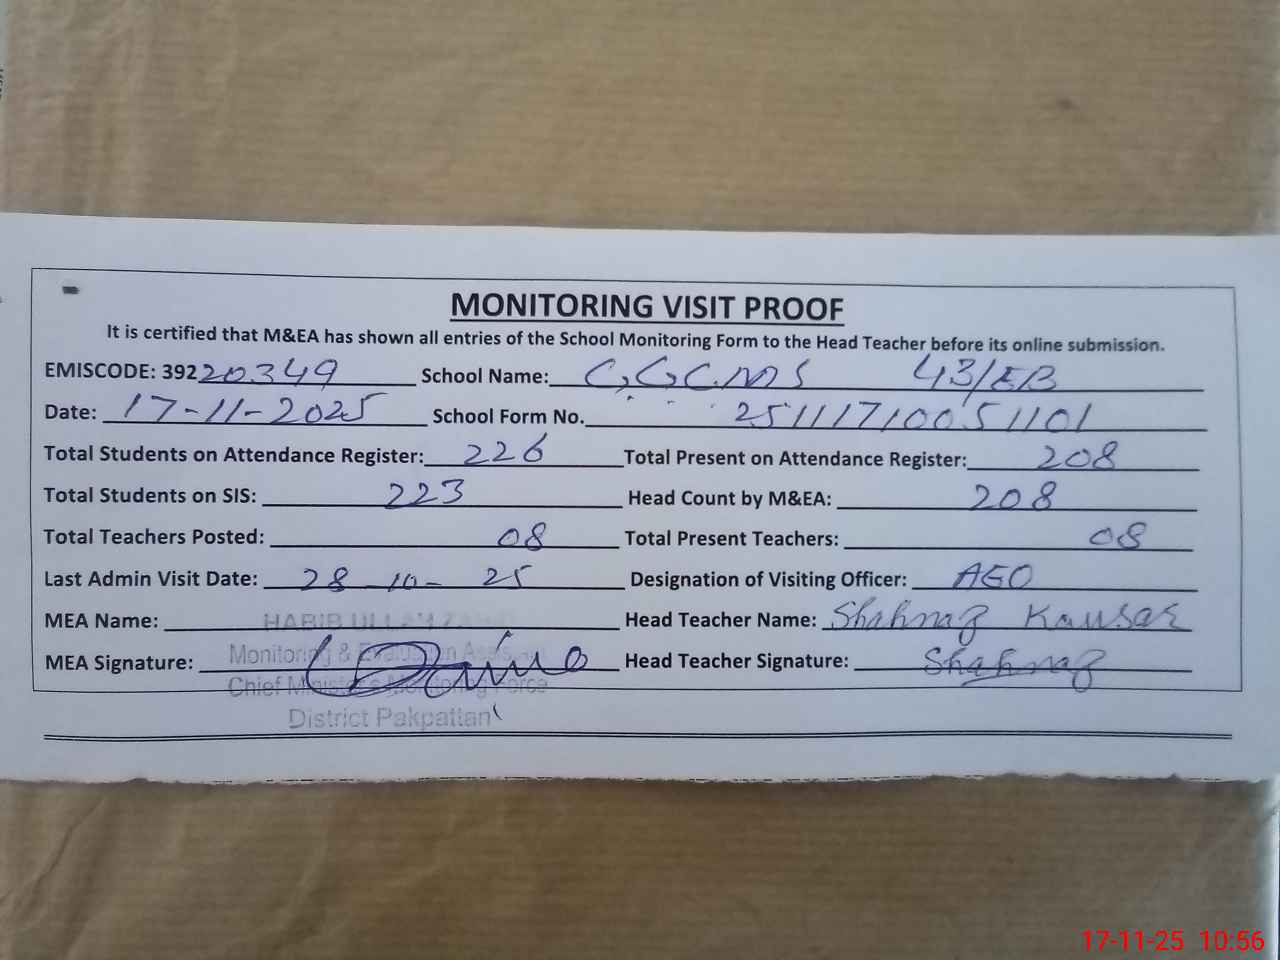 MONITORING VISIT PROOF
It is certified that M&EA has shown all entries of the School Monitoring Form to the Head Teacher before its online submission.
EMISCODE: 39220349 School Name: G.G.C.M.S 43/EB
Date: 17-11-2025 School Form No. 25111710051101
Total Students on Attendance Register: 226 Total Present on Attendance Register: 208
Total Students on SIS: 223 Head Count by M&EA: 208
Total Teachers Posted: 08 Total Present Teachers: 08
Last Admin Visit Date: 28-10-25 Designation of Visiting Officer: AEO
MEA Name: HABIB ULLAH Head Teacher Name: Shahnaz Kausar
MEA Signature: Monitoring & Evaluation Head Teacher Signature: Shahnaz
Chief Minister's Monitoring Force
District Pakpattan
17-11-25 10:56